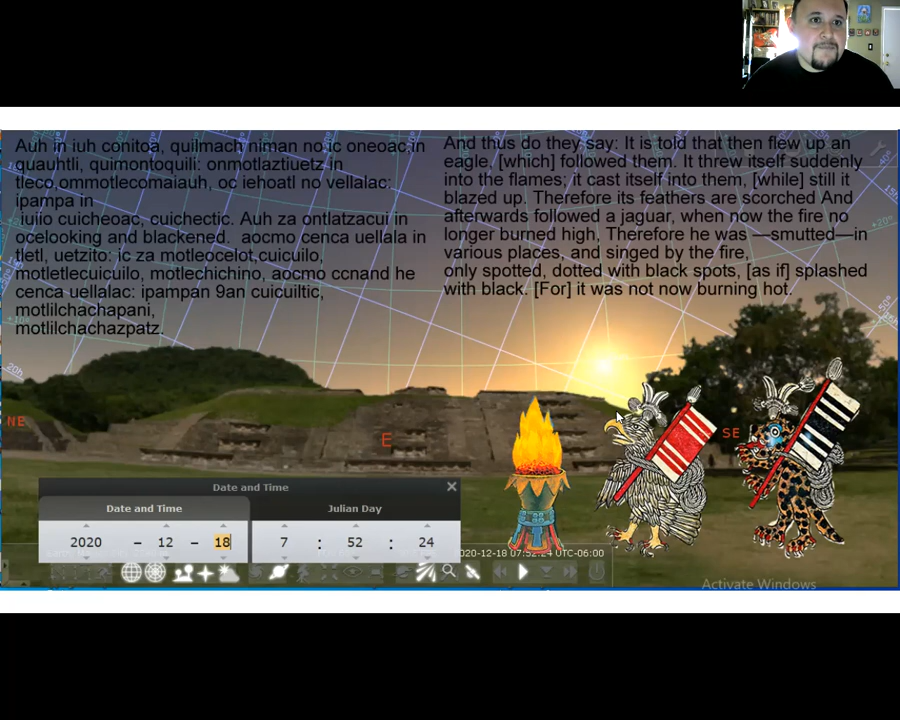 Auh in iuh conitoa, quilmach niman no ic oneoac in
quauhtli, quimontoquili: onmotlaztiuetz in
tleco,ommotlecomaiauh, oc iehoatl no vellalac:
ipampa in
iuiio cuicheoac, cuichectic. Auh za ontlatzacui in
ocelooking and blackened.  aocmo cenca uellala in
tletl, uetzito: ic za motleocelot,cuicuilo,
motletlecuicuilo, motlechichino, aocmo ccnand he
cenca uellalac: ipampan 9an cuicuiltic,
motlilchachapani,
motlilchachazpatz.
And thus do they say: It is told that then flew up an
eagle, [which] followed them. It threw itself suddenly
into the flames; it cast itself into them, [while] still it
blazed up. Therefore its feathers are scorched And
afterwards followed a jaguar, when now the fire no
longer burned high, Therefore he was —smutted—in
various places, and singed by the fire,
only spotted, dotted with black spots, [as if] splashed
with black. [For] it was not now burning hot.
-40°
15h
+20°
-50°
20h
NE
E
SE
Date and Time
Date and Time
Julian Day
2020 - 12 - 18
7 : 52 : 24
2020-12-18 07:52:24 UTC-06:00
Activate Windows